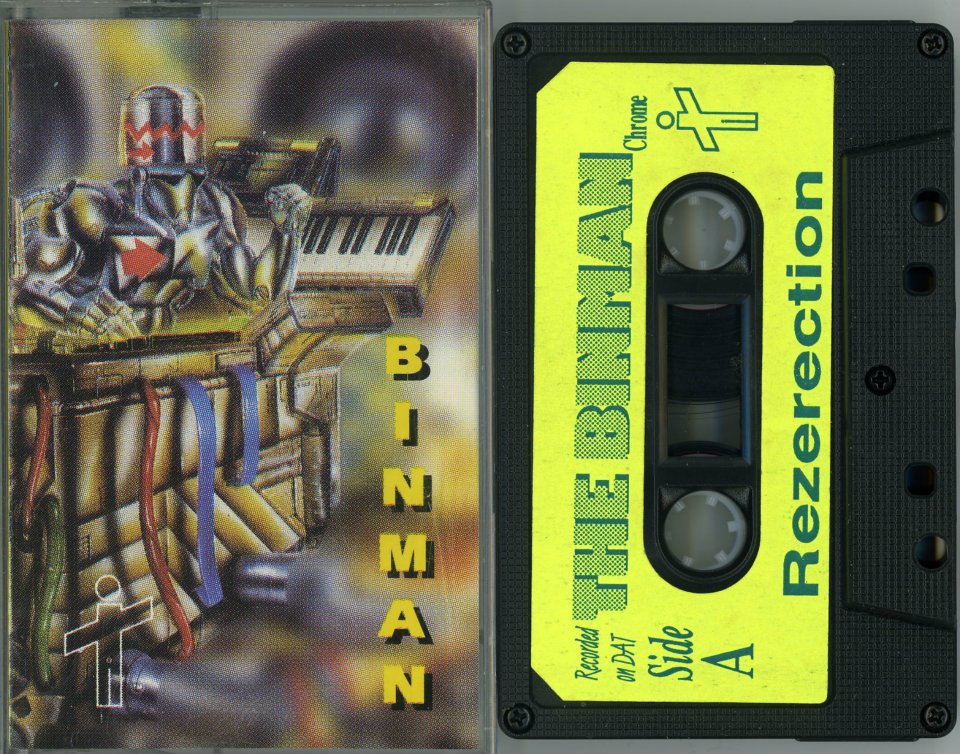 BINMAN
Recorded
on DAT
Side
A
THE BINMAN
Chrome
Rezerection